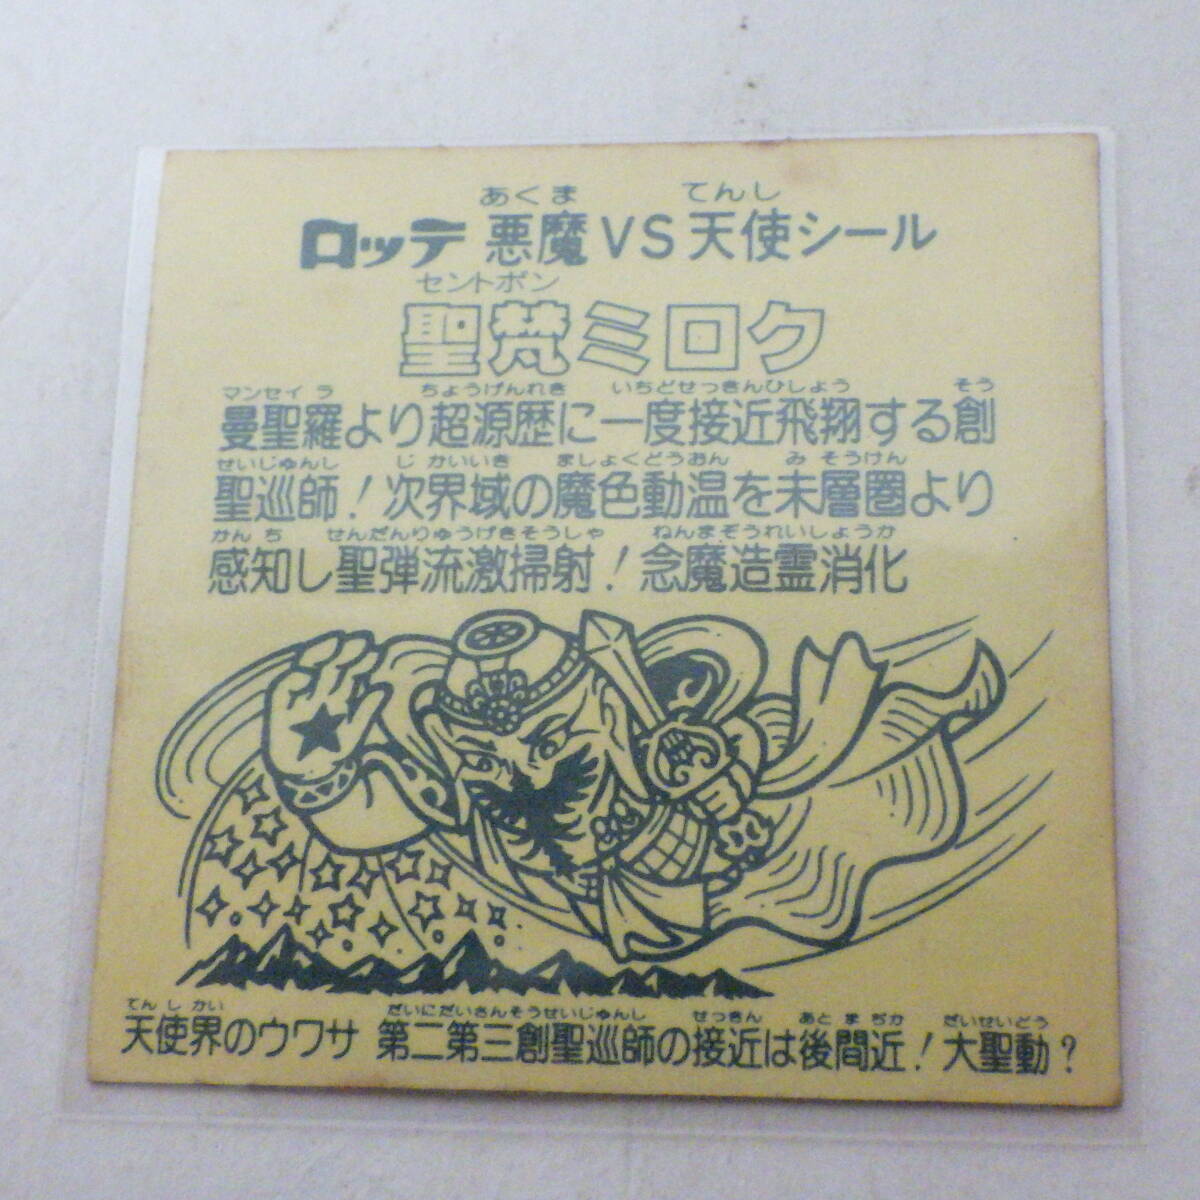 あくま てんし
ロッテ 悪魔VS天使シール
セントボン
聖梵ミロク
マンセイラ ちょうげんれき いちどせっきんひしょう そう
曼聖羅より超源歴に一度接近飛翔する創
せいじゅんし じかいいき ましょくどうおん みそうけん
聖巡師！次界域の魔色動温を未層圏より
かんち せんだんりゅうげきそうしゃ ねんまぞうれいしょうか
感知し聖弾流激掃射！念魔造霊消化
てんしかい だいにだいさんそうせいじゅんし せっきん あとまぢか だいせいどう
天使界のウワサ 第二第三創聖巡師の接近は後間近！大聖動？